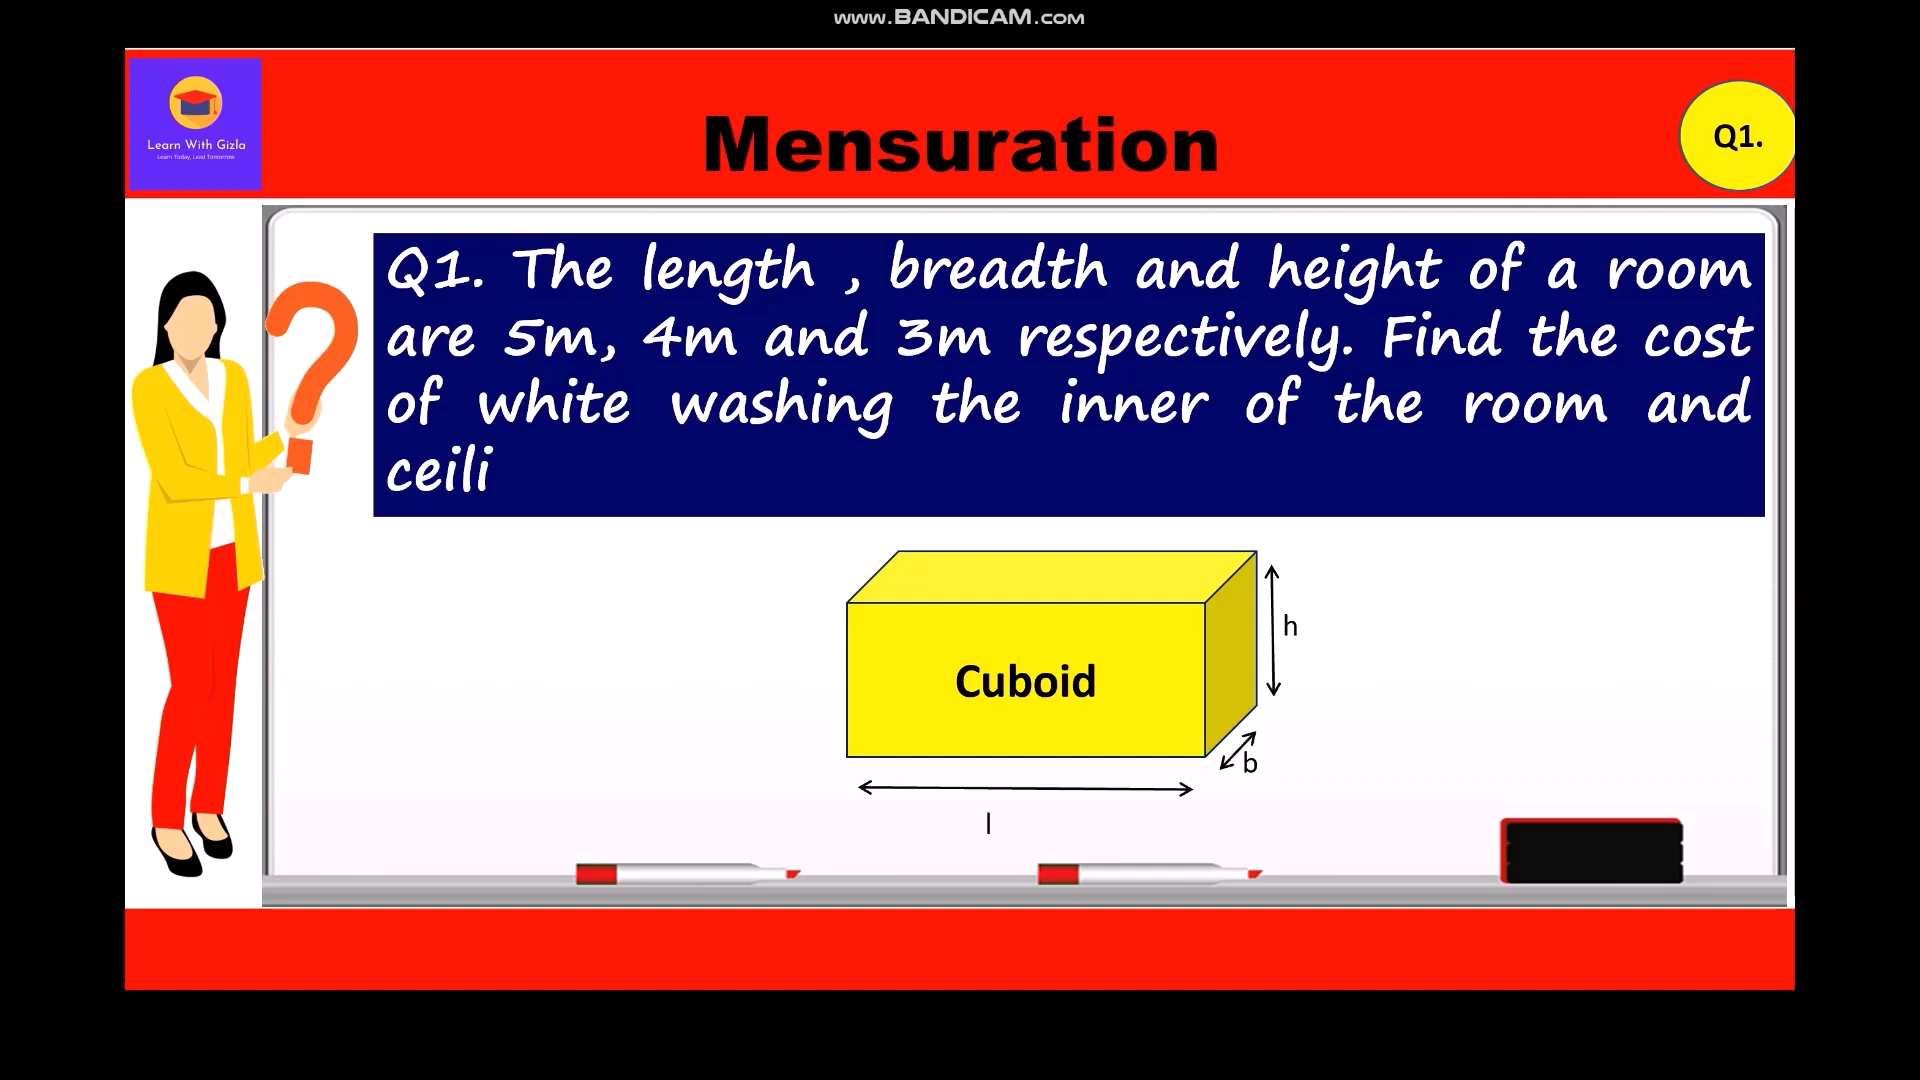 www.BANDICAM.com
Learn With Gizla
Learn Today, Lead Tomorrow
Mensuration
Q1.
Q1. The length , breadth and height of a room
are 5m, 4m and 3m respectively. Find the cost
of white washing the inner of the room and
ceili
h
Cuboid
b
l